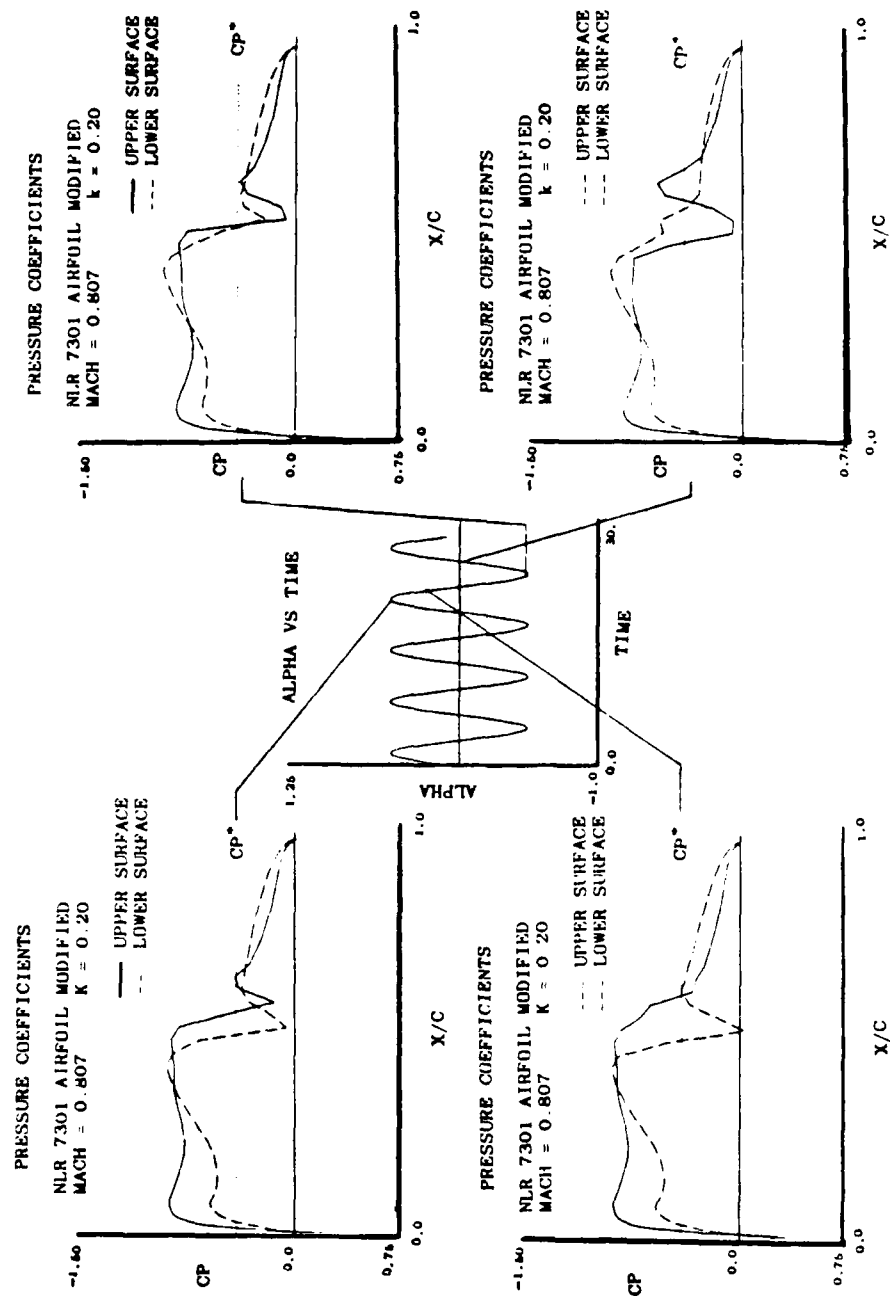 PRESSURE COEFFICIENTS
NLR 7301 AIRFOIL MODIFIED
MACH = 0.807 K = 0.20
UPPER SURFACE
LOWER SURFACE
-1.50
CP
0.0
0.75
CP*
0.0
X/C
1.0
ALPHA VS TIME
1.25
ALPHA
-1.0
0.0
TIME
30.
PRESSURE COEFFICIENTS
NLR 7301 AIRFOIL MODIFIED
MACH = 0.807 k = 0.20
UPPER SURFACE
LOWER SURFACE
-1.50
CP
0.0
0.75
CP*
0.0
X/C
1.0
PRESSURE COEFFICIENTS
NLR 7301 AIRFOIL MODIFIED
MACH = 0.807 K = 0 20
UPPER SURFACE
LOWER SURFACE
-1.50
CP
0.0
0.75
CP*
0.0
X/C
1.0
PRESSURE COEFFICIENTS
NLR 7301 AIRFOIL MODIFIED
MACH = 0.807 k = 0.20
UPPER SURFACE
LOWER SURFACE
-1.50
CP
0.0
0.75
CP*
0.0
X/C
1.0